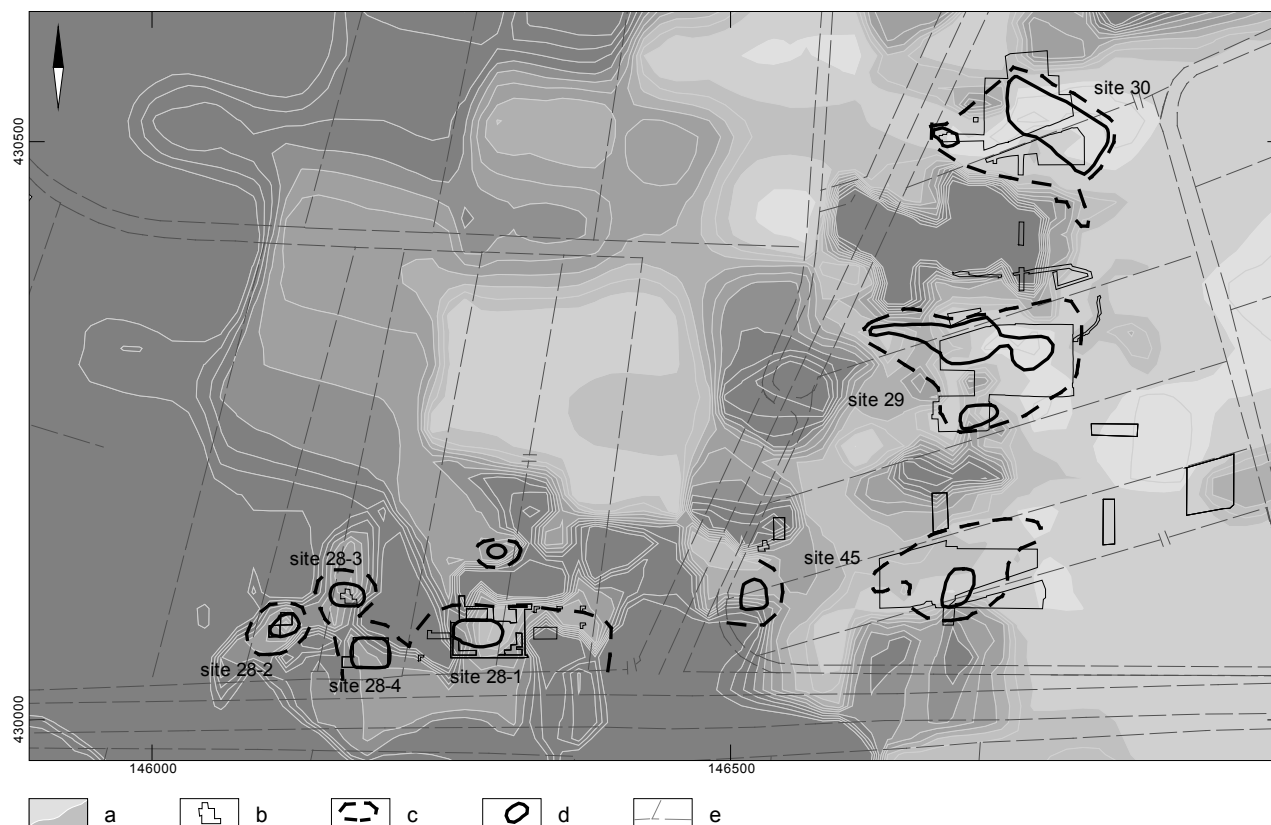 site 30
430500
site 29
site 45
site 28-3
site 28-2
site 28-4
site 28-1
430000
146000
146500
a
b
c
d
e